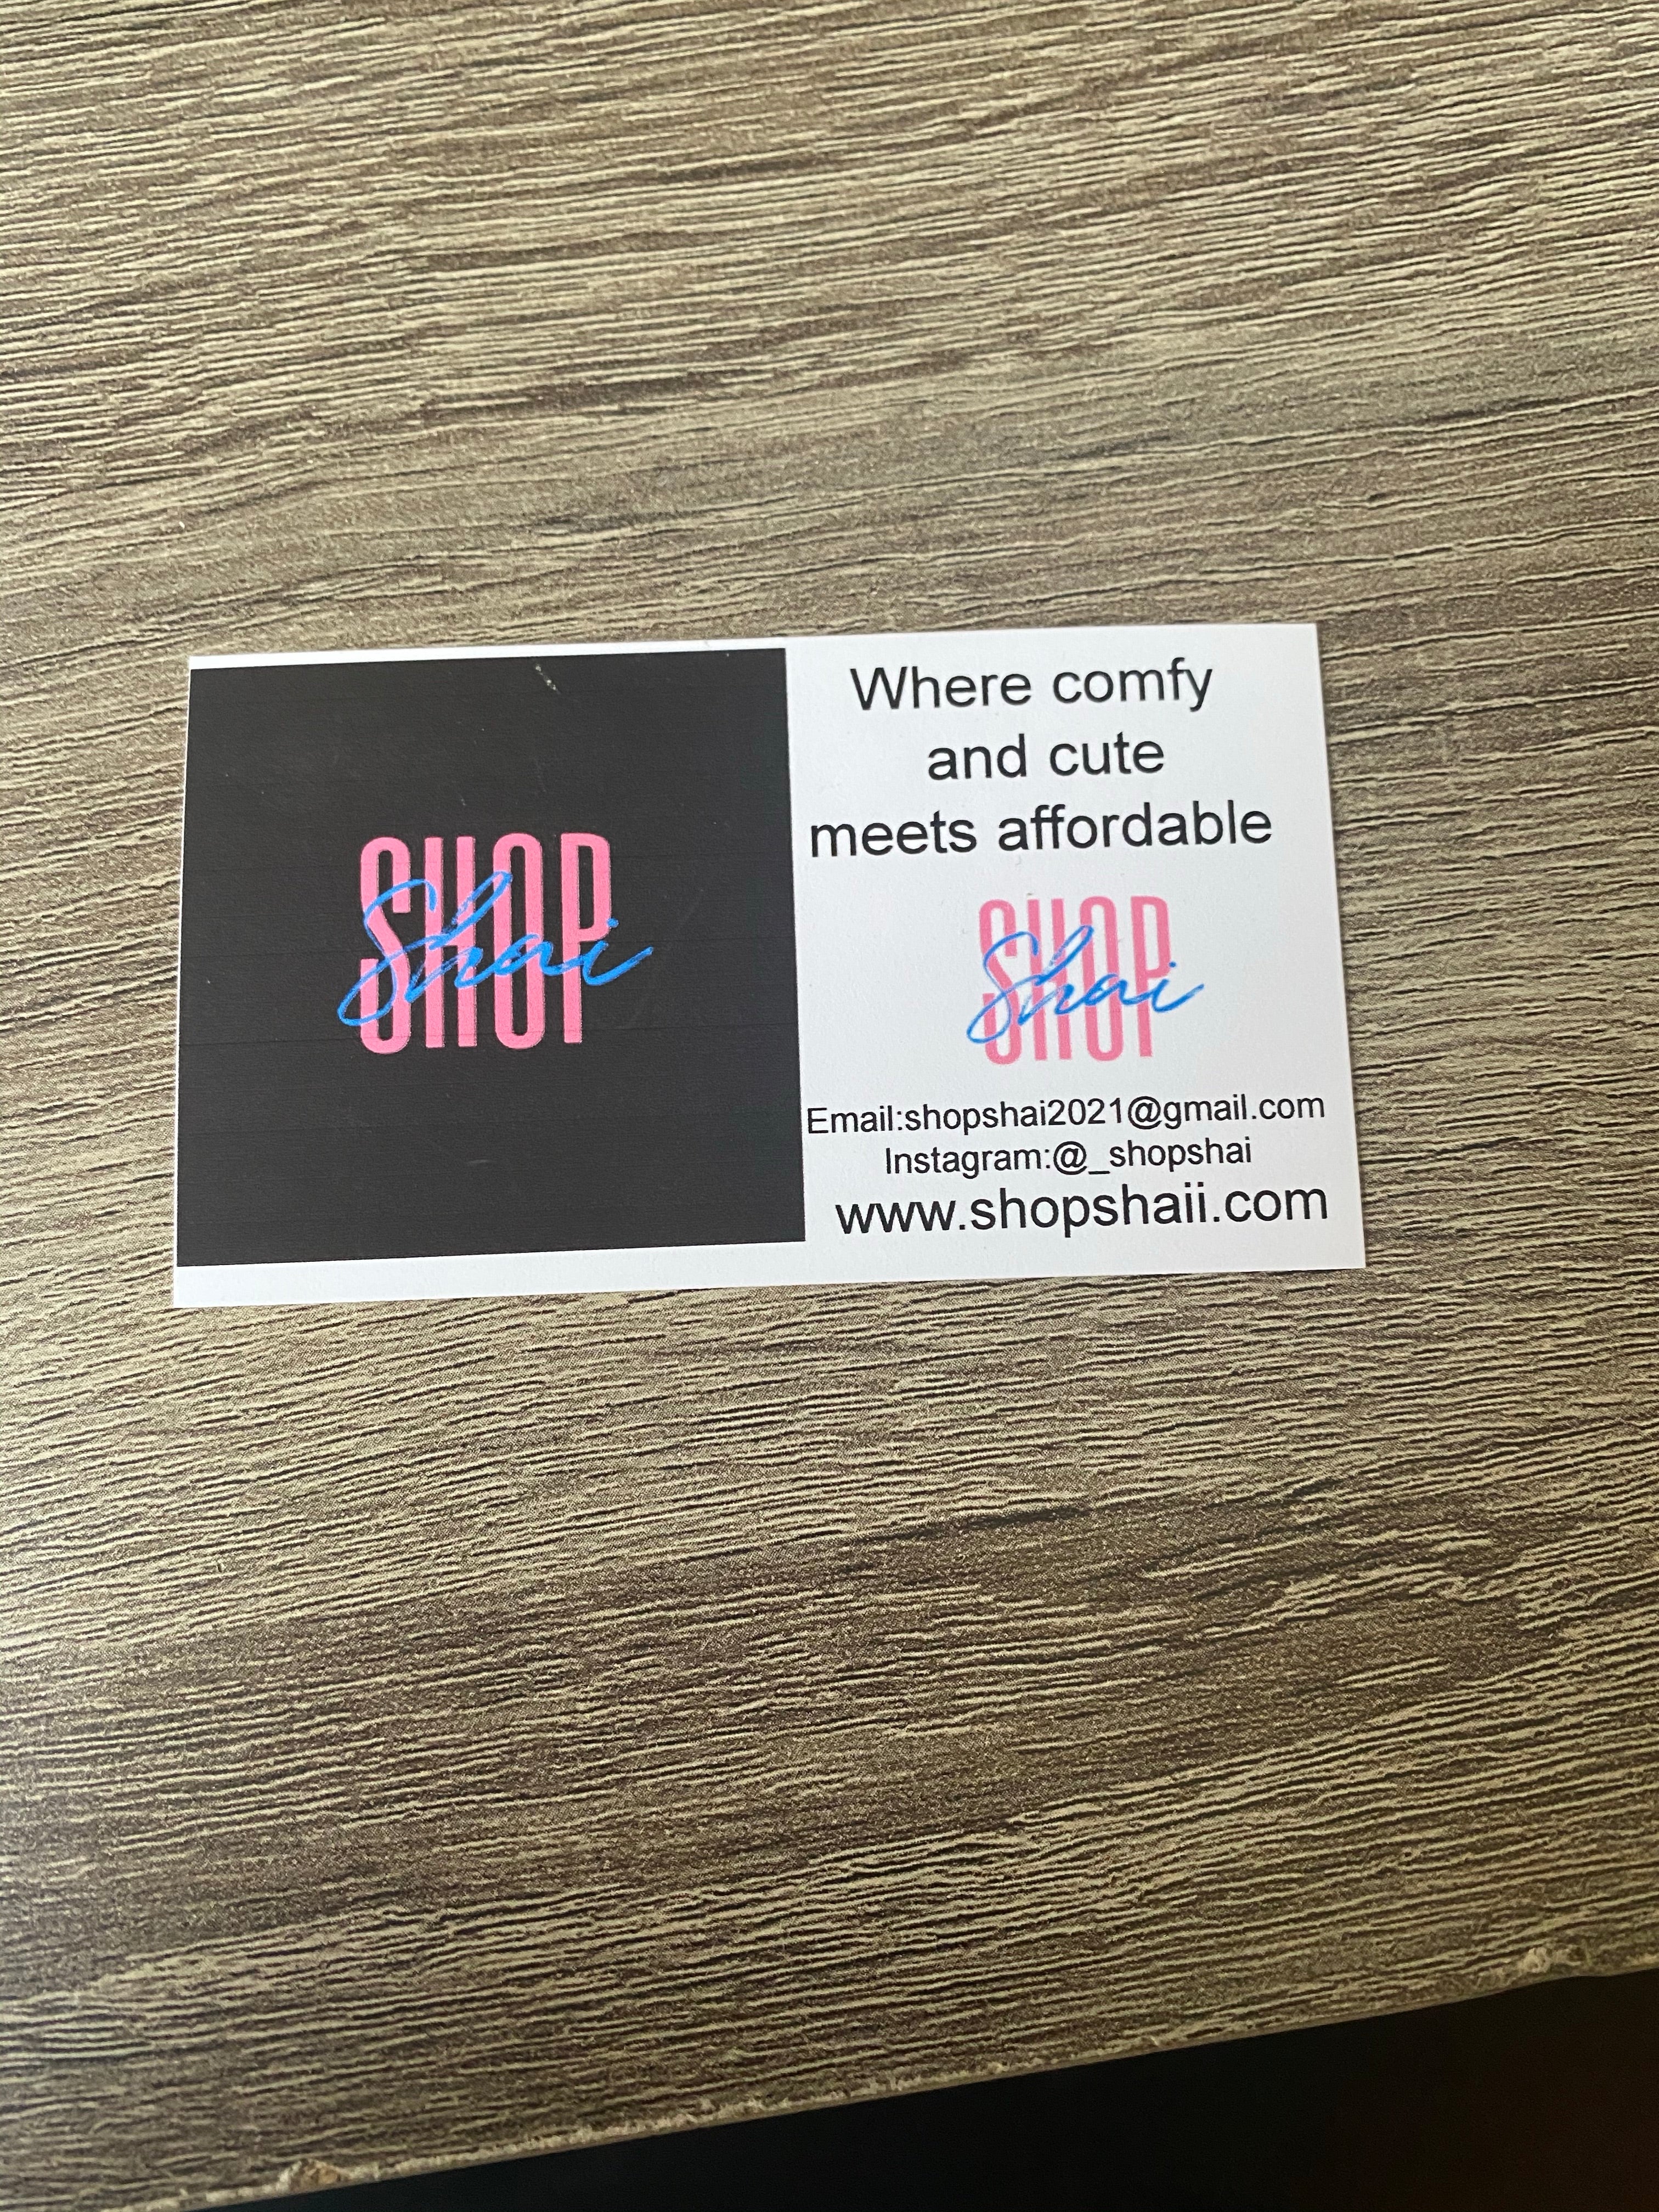 SHOP
Shai
Where comfy
and cute
meets affordable
SHOP
Shai
Email:shopshai2021@gmail.com
Instagram:@_shopshai
www.shopshaii.com